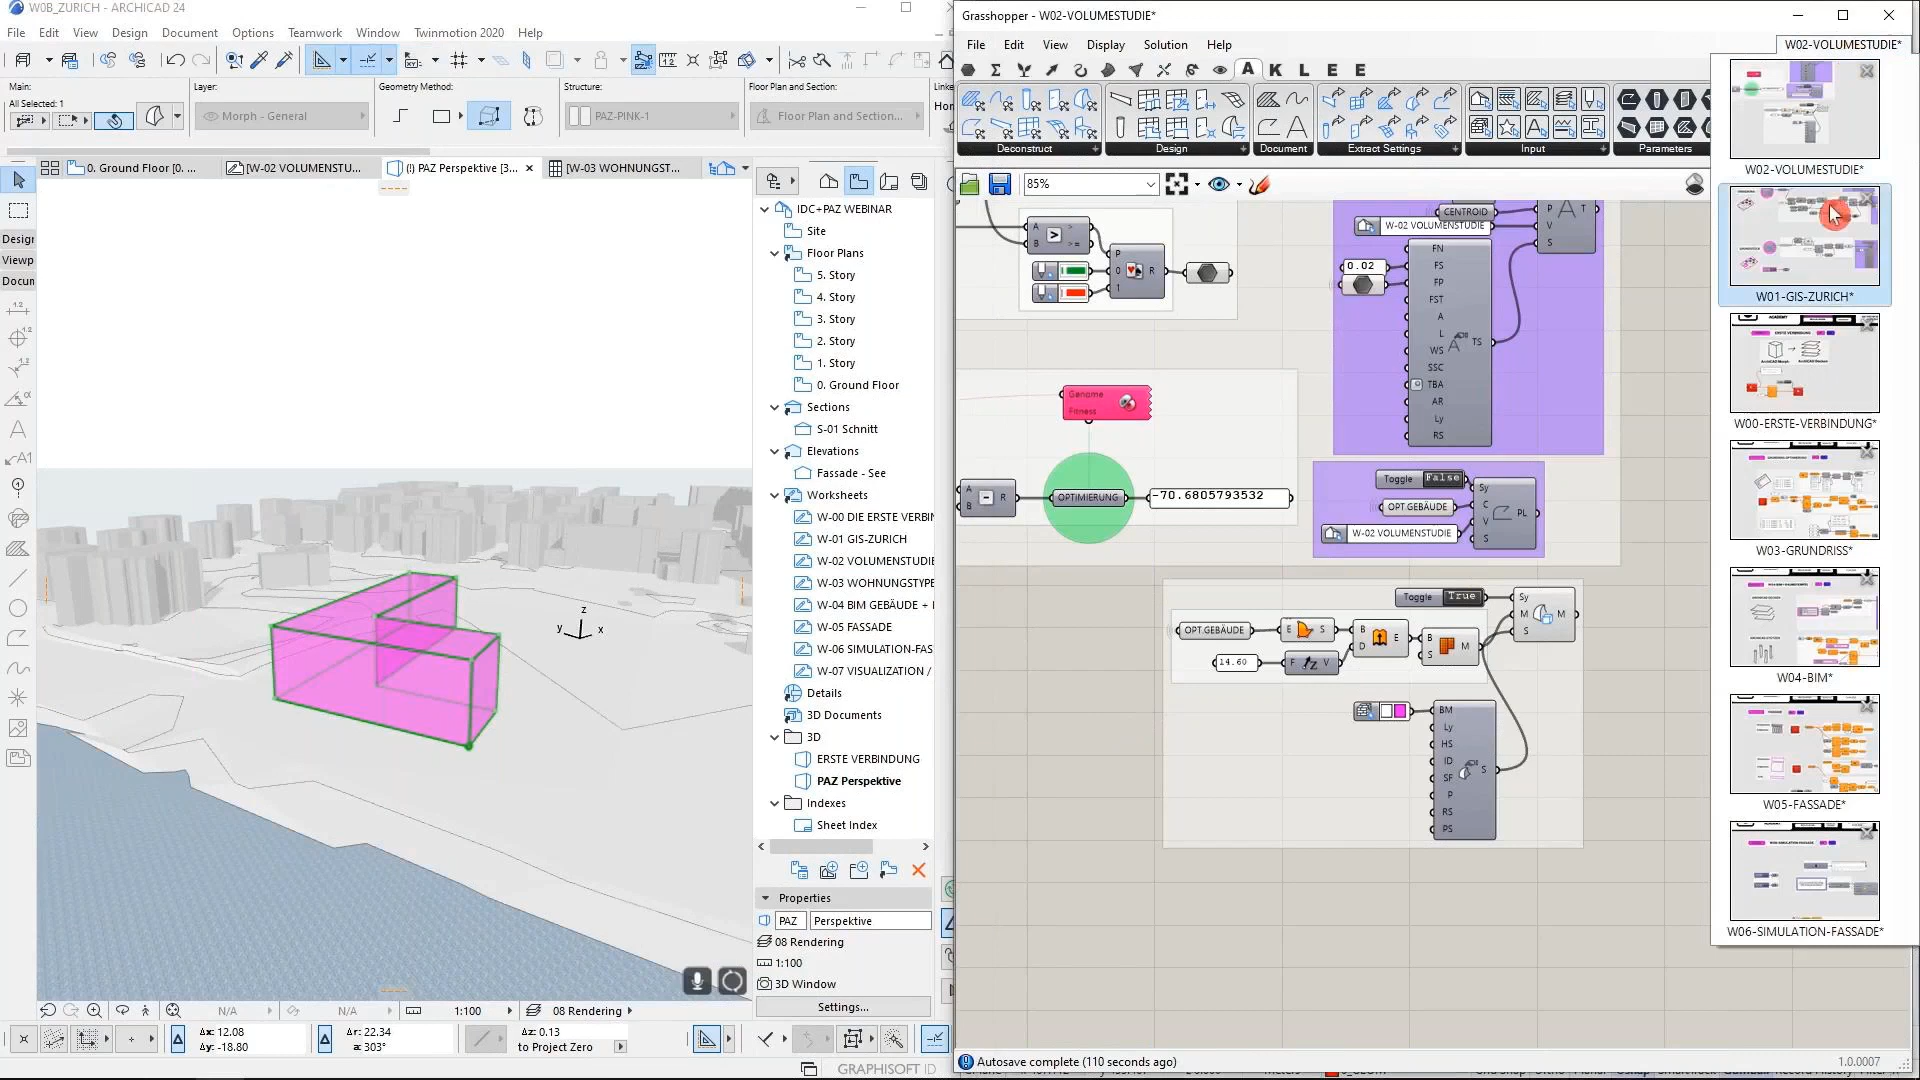 W0B_ZURICH - ARCHICAD 24
File Edit View Design Document Options Teamwork Window Twinmotion 2020 Help
Main:
All Selected: 1
Layer:
Morph - General
Geometry Method:
Structure:
PAZ-PINK-1
Floor Plan and Section:
Floor Plan and Section...
0. Ground Floor [0. ...
[W-02 VOLUMENSTU...
(!) PAZ Perspektive [3...
[W-03 WOHNUNGST...
Desigr
Viewp
Docun
z
y
x
IDC+PAZ WEBINAR
Site
Floor Plans
5. Story
4. Story
3. Story
2. Story
1. Story
0. Ground Floor
Sections
S-01 Schnitt
Elevations
Fassade - See
Worksheets
W-00 DIE ERSTE VERBIN
W-01 GIS-ZURICH
W-02 VOLUMENSTUDIE
W-03 WOHNUNGSTYPE
W-04 BIM GEBÄUDE +
W-05 FASSADE
W-06 SIMULATION-FAS
W-07 VISUALIZATION /
Details
3D Documents
3D
ERSTE VERBINDUNG
PAZ Perspektive
Indexes
Sheet Index
Properties
PAZ
Perspektive
08 Rendering
1:100
3D Window
Settings...
N/A
N/A
1:100
08 Rendering
Δx: 12.08
Δy: -18.80
Δr: 22.34
a: 303°
Δz: 0.13
to Project Zero
GRAPHISOFT ID
Grasshopper - W02-VOLUMESTUDIE*
File Edit View Display Solution Help
W02-VOLUMESTUDIE*
A K L E E
Deconstruct
Design
Document
Extract Settings
Input
Parameters
85%
A
B
>
>=
P
0
1
R
CENTROID
W-02 VOLUMENSTUDIE
P
V
S
T
0.02
FN
FS
FP
FST
A
L
WS
SSC
TBA
AR
Ly
RS
TS
Genome
Fitness
A
B
R
OPTIMIERUNG
-70.6805793532
Toggle False
OPT.GEBÄUDE
W-02 VOLUMENSTUDIE
Sy
C
V
S
PL
Toggle True
Sy
M
S
M
OPT.GEBÄUDE
E S
B
D
E
B
S
M
14.60
F Z V
BM
Ly
HS
ID
SF
P
RS
PS
S
W02-VOLUMESTUDIE*
W01-GIS-ZURICH*
W00-ERSTE-VERBINDUNG*
W03-GRUNDRISS*
W04-BIM*
W05-FASSADE*
W06-SIMULATION-FASSADE*
Autosave complete (110 seconds ago)
1.0.0007